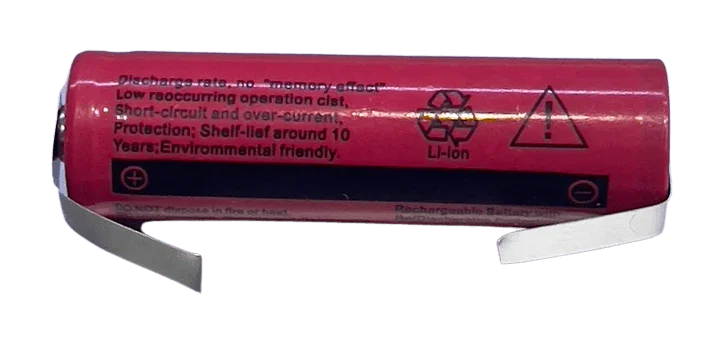 Discharge rate, no "memory effect"
Low reoccurring operation cist,
Short-circuit and over-current,
Protection; Shelf-lief around 10
Years;Environmental friendly.
Li-ion
DO NOT dispose in fire or heat,
Rechargeable Battery with